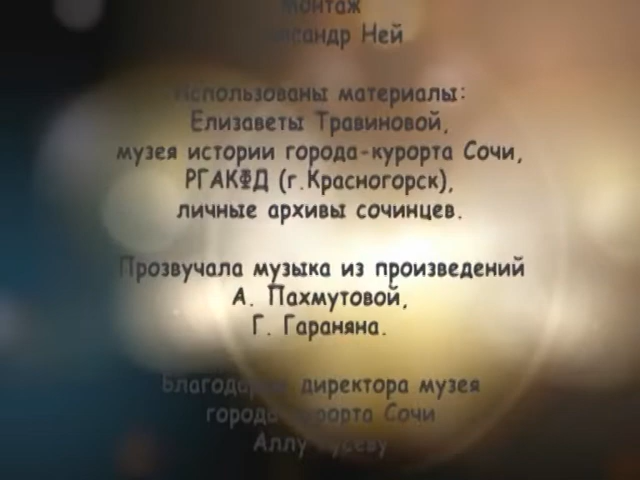 Монтаж
Ней
Использованы материалы:
Елизаветы Травиновой,
музея истории города-курорта Сочи,
РГАКФД (г.Красногорск),
личные архивы сочинцев.
Прозвучала музыка из произведений
А. Пахмутовой,
Г. Гараняна.
директора музея
города-курорта Сочи
Аллу